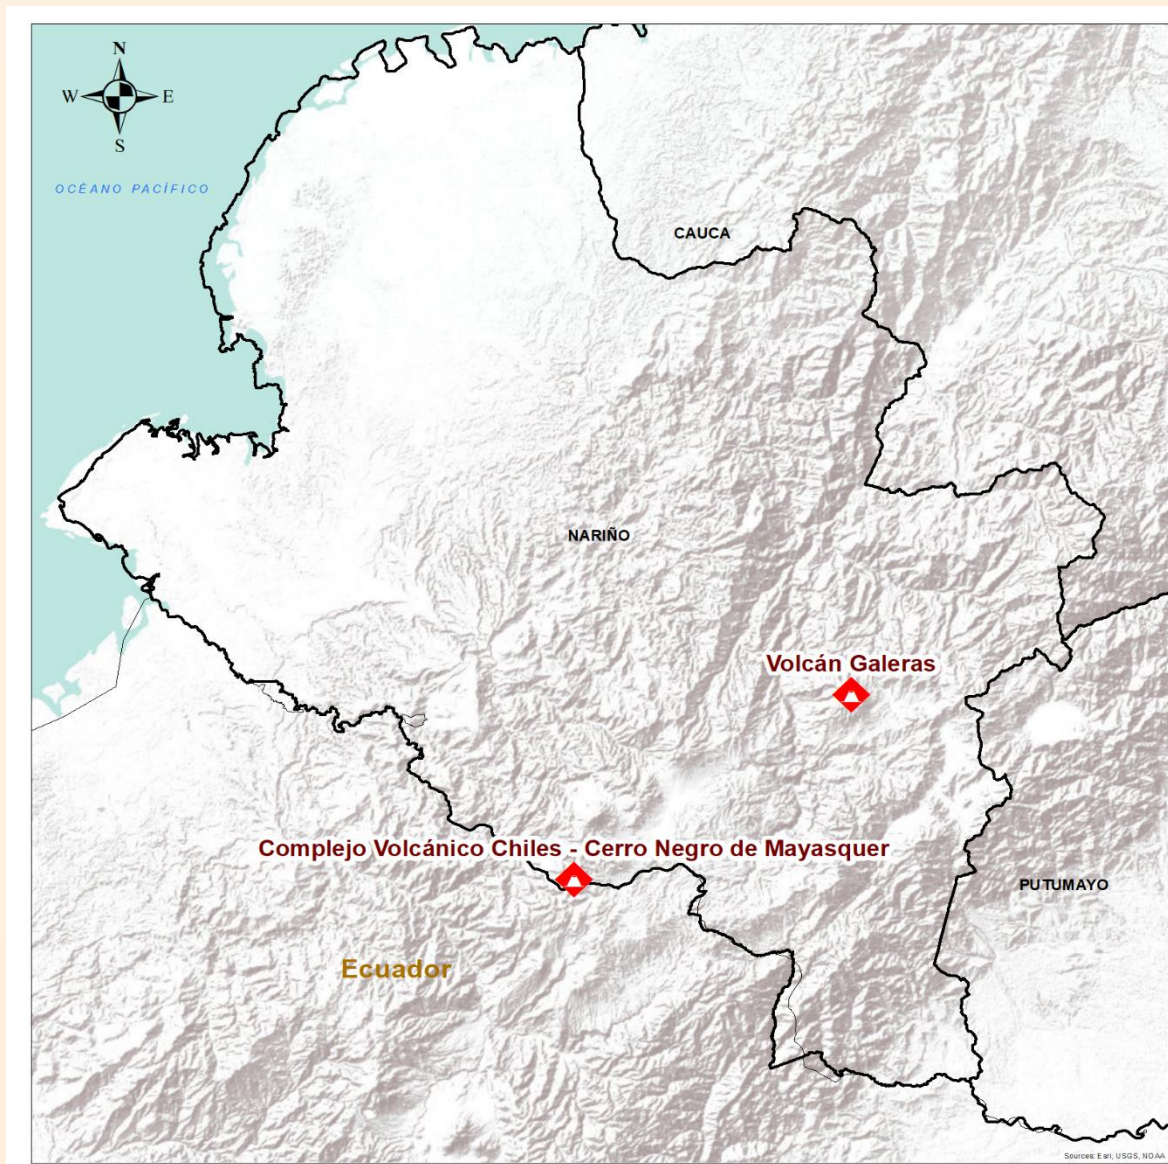 N
W E
S
OCÉANO PACÍFICO
CAUCA
NARIÑO
Volcán Galeras
Complejo Volcánico Chiles - Cerro Negro de Mayasquer
PUTUMAYO
Ecuador
Sources: Esri, USGS, NOAA